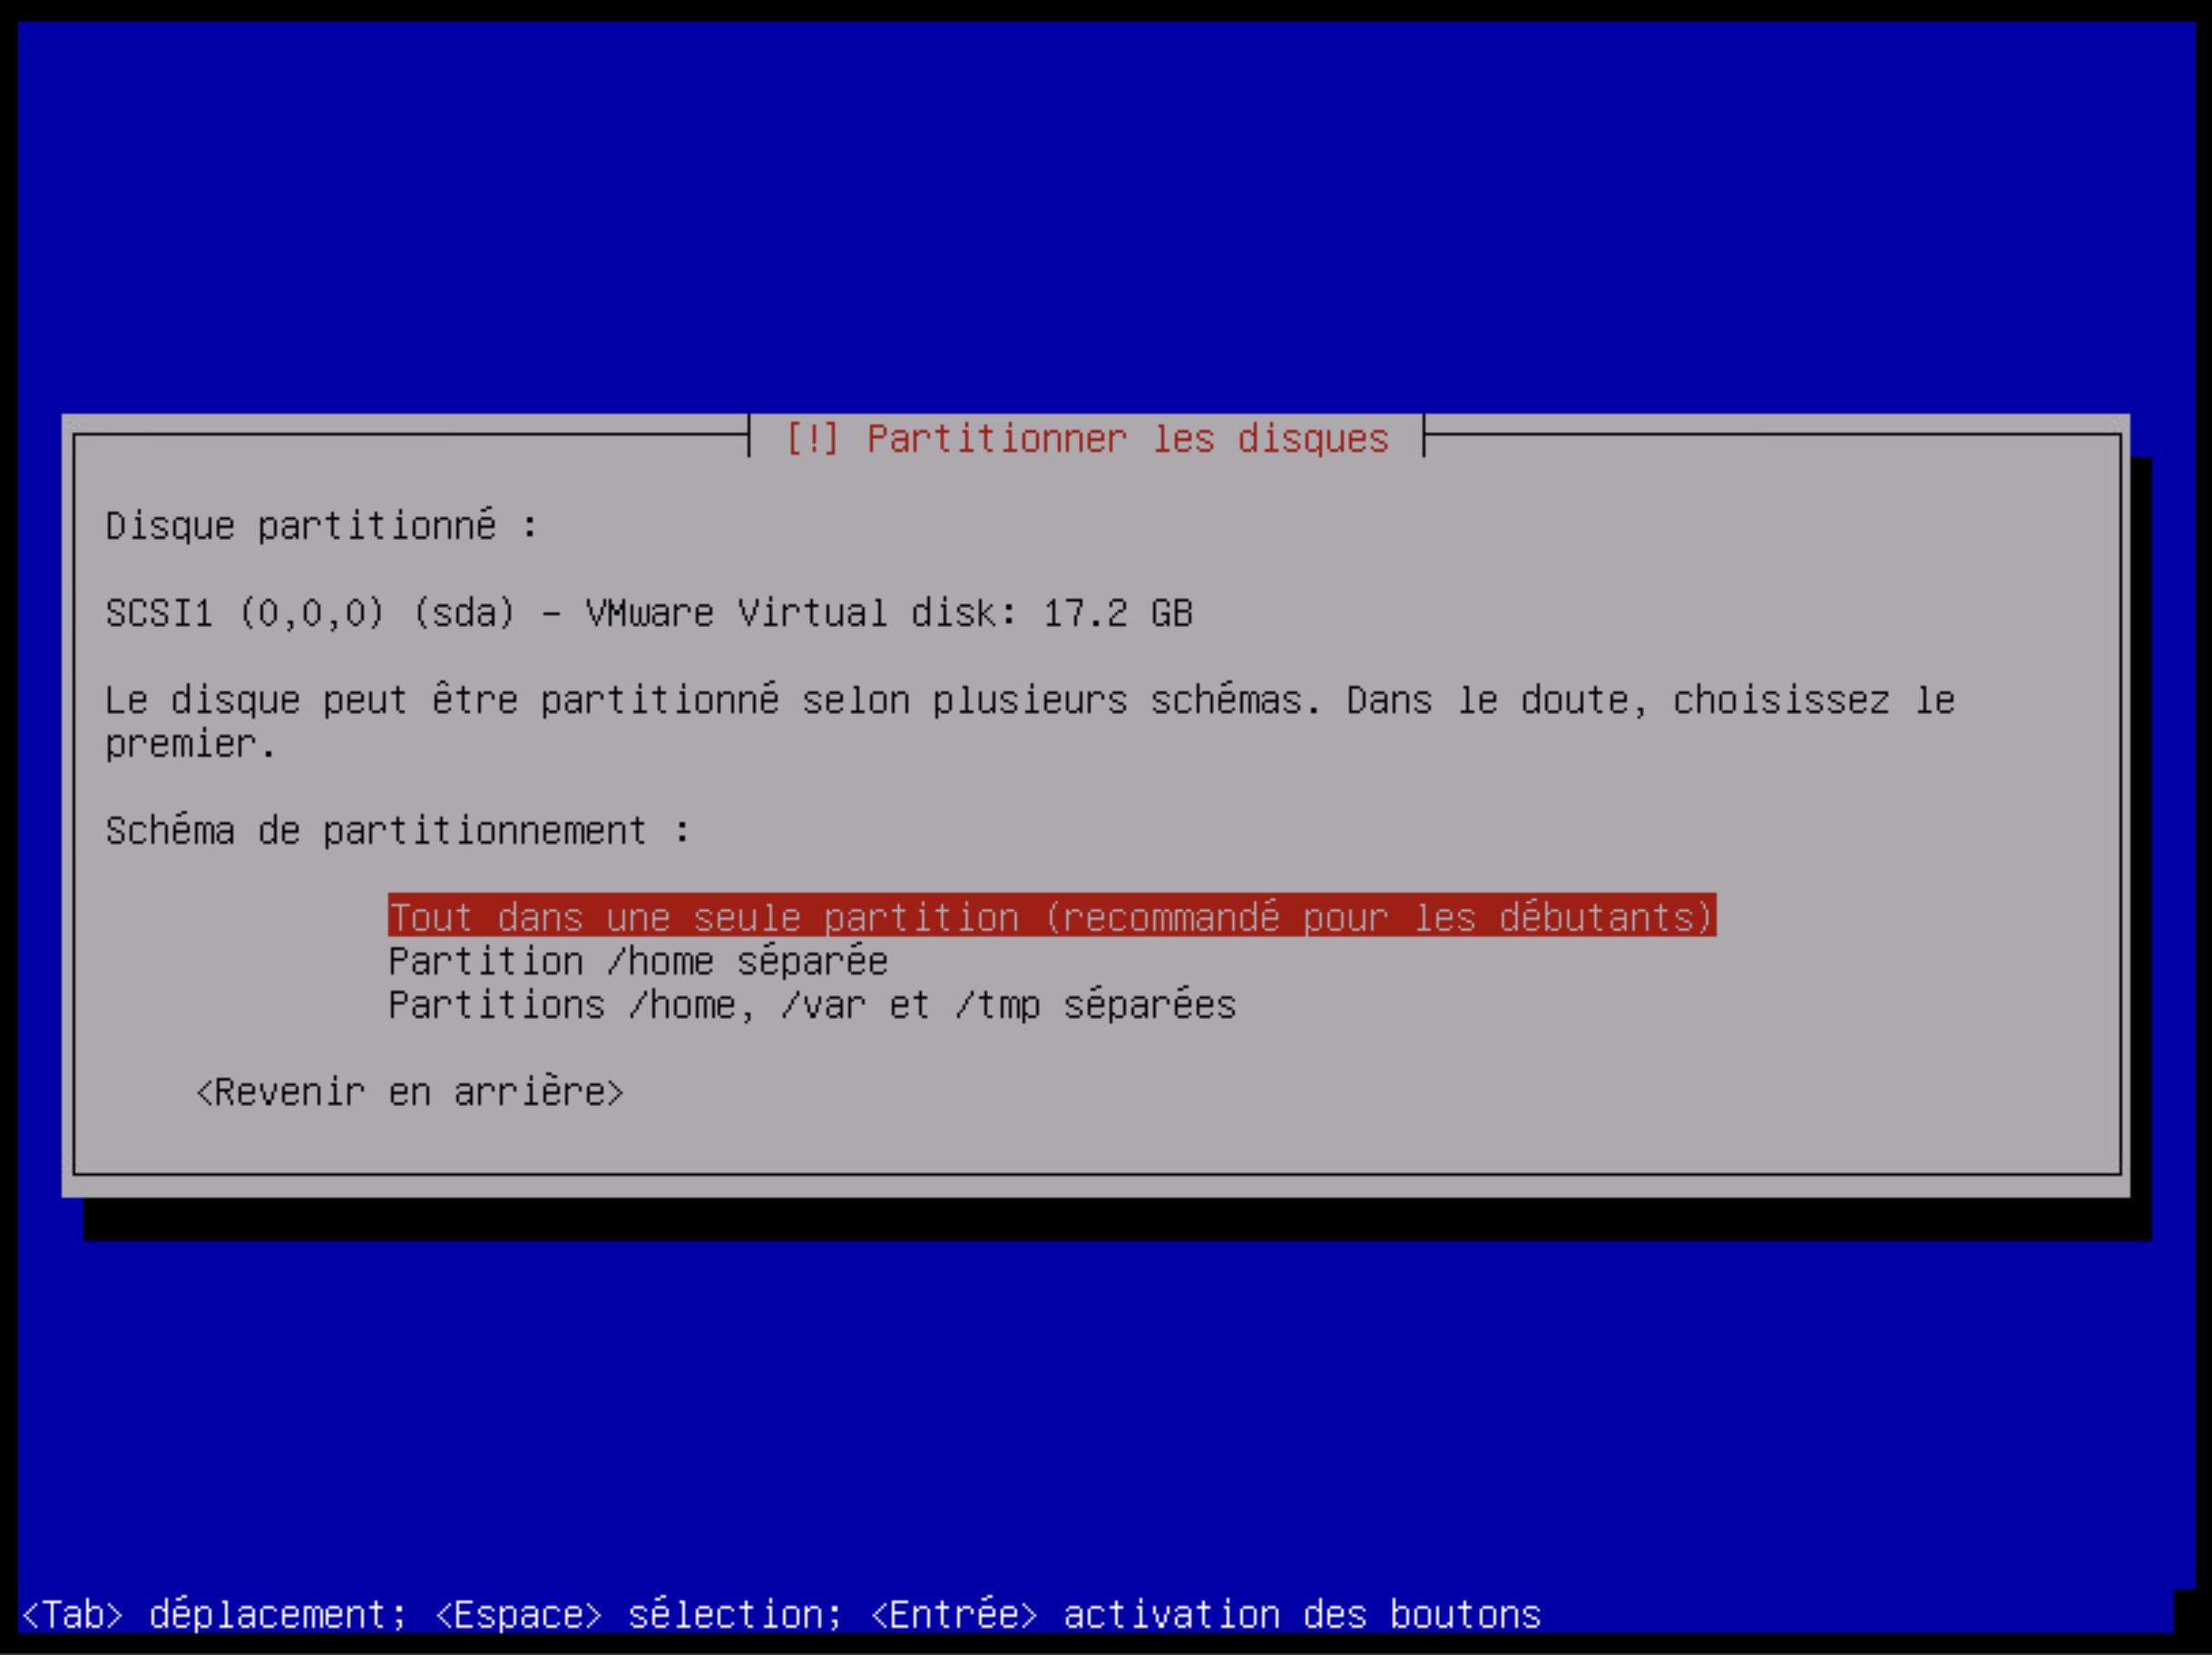 [!] Partitionner les disques
Disque partitionné :
SCSI1 (0,0,0) (sda) - VMware Virtual disk: 17.2 GB
Le disque peut être partitionné selon plusieurs schémas. Dans le doute, choisissez le
premier.
Schéma de partitionnement :
Tout dans une seule partition (recommandé pour les débutants)
Partition /home séparée
Partitions /home, /var et /tmp séparées
<Revenir en arrière>
<Tab> déplacement; <Espace> sélection; <Entrée> activation des boutons